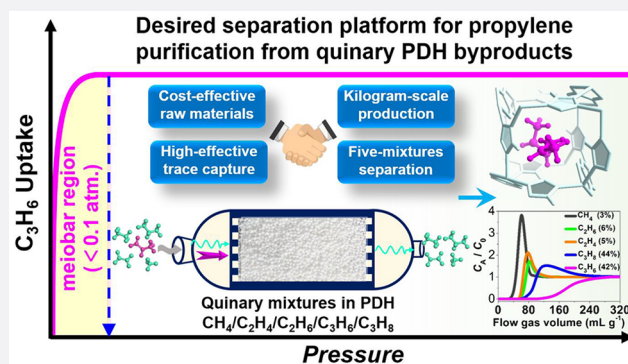 Desired separation platform for propylene
purification from quinary PDH byproducts
C₃H₆ Uptake
meiobar region
( < 0.1 atm.)
Cost-effective
raw materials
Kilogram-scale
production
High-effective
trace capture
Five-mixtures
separation
Quinary mixtures in PDH
CH₄/C₂H₄/C₂H₆/C₃H₆/C₃H₈
C_A / C₀
4
3
2
1
0
CH₄ (3%)
C₂H₆ (6%)
C₂H₄ (5%)
C₃H₈ (44%)
C₃H₆ (42%)
0 80 160 240 320
Flow gas volume (mL g⁻¹)
Pressure